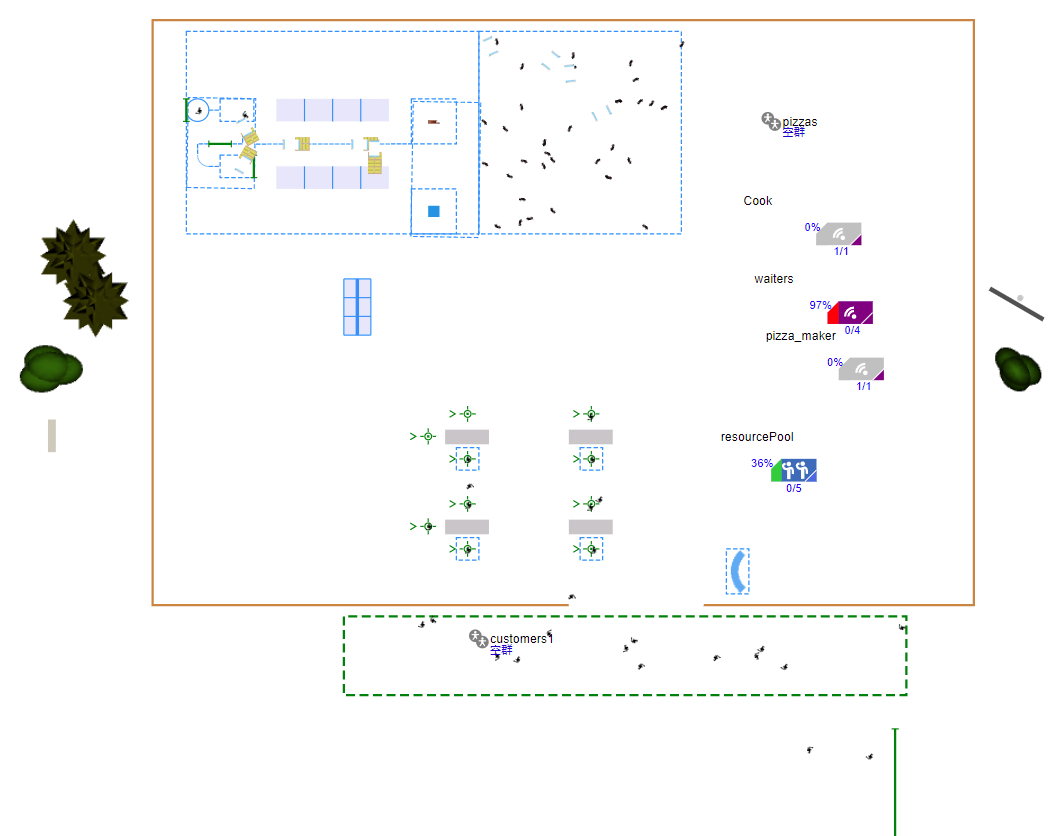 pizzas
空群
Cook
0%
1/1
waiters
97%
0/4
pizza_maker
0%
1/1
resourcePool
36%
0/5
customers1
空群